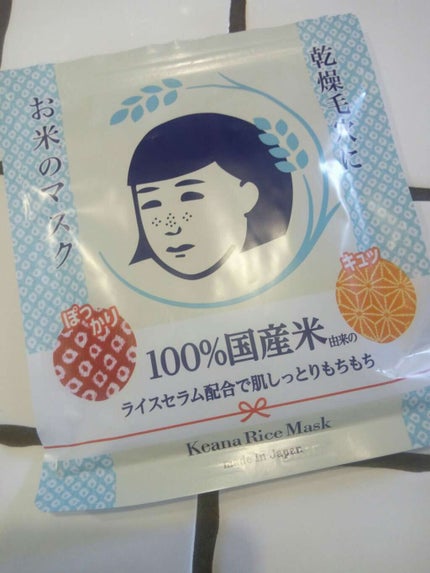 乾燥毛穴に
お米のマスク
ぽっかり
キュッ
100%国産米由来の
ライスセラム配合で肌しっとりもちもち
Keana Rice Mask
made in Japan